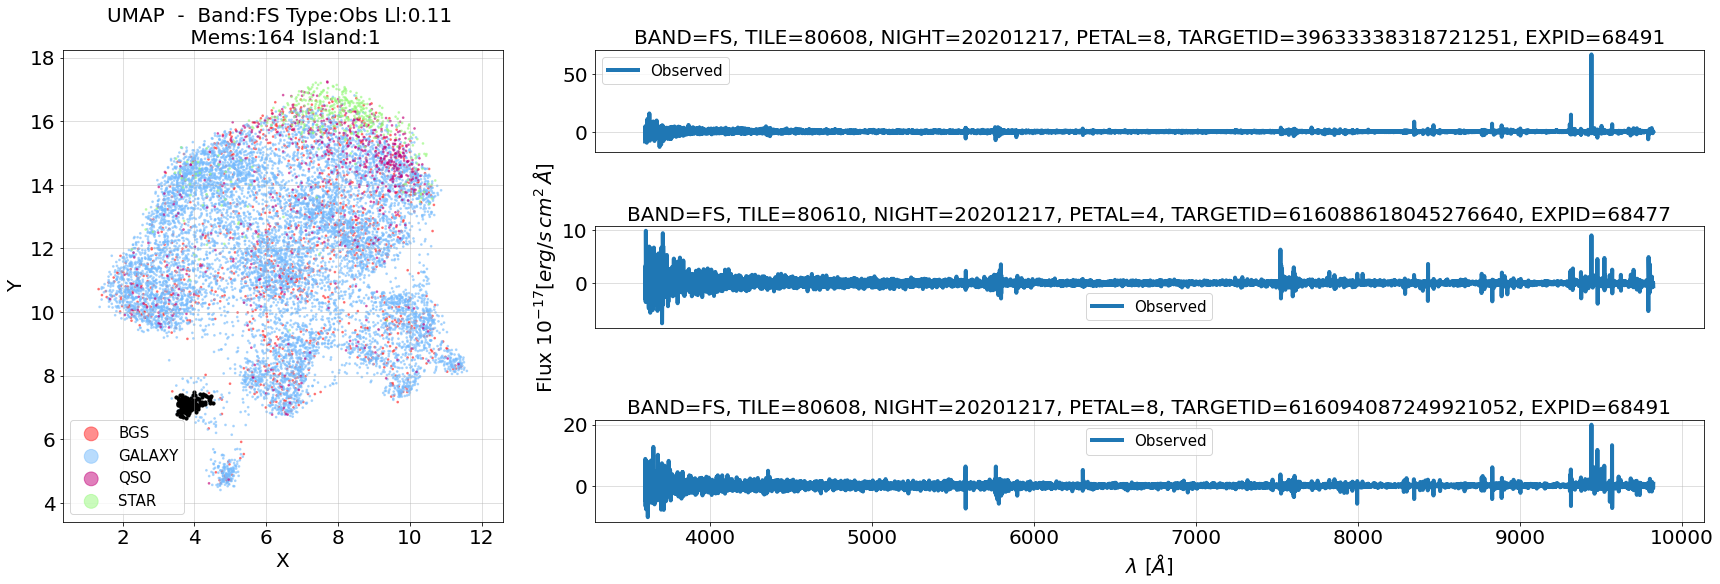 UMAP - Band:FS Type:Obs Ll:0.11
Mems:164 Island:1
18
16
14
12
10
8
6
4
Y
2
4
6
8
10
12
X
BGS
GALAXY
QSO
STAR
BAND=FS, TILE=80608, NIGHT=20201217, PETAL=8, TARGETID=39633338318721251, EXPID=68491
50
0
Observed
BAND=FS, TILE=80610, NIGHT=20201217, PETAL=4, TARGETID=616088618045276640, EXPID=68477
10
0
Observed
Flux 10⁻¹⁷[erg/s cm² Å]
BAND=FS, TILE=80608, NIGHT=20201217, PETAL=8, TARGETID=616094087249921052, EXPID=68491
20
0
Observed
4000
5000
6000
7000
8000
9000
10000
λ [Å]